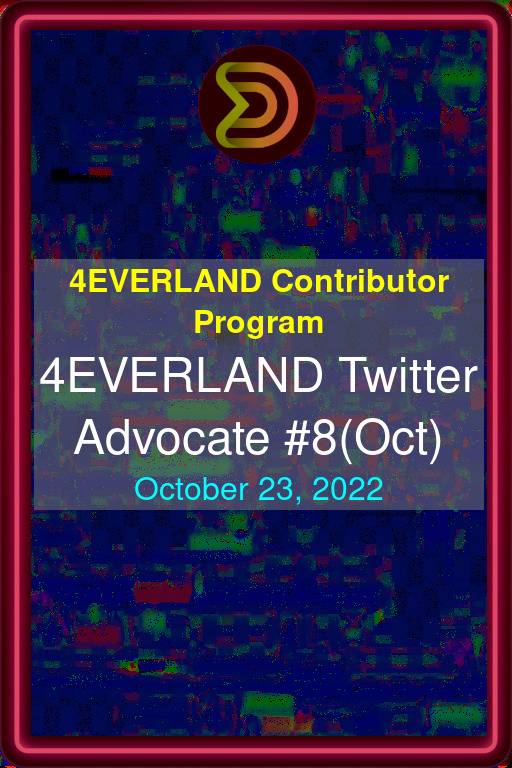 4EVERLAND Contributor
Program
4EVERLAND Twitter
Advocate #8(Oct)
October 23, 2022